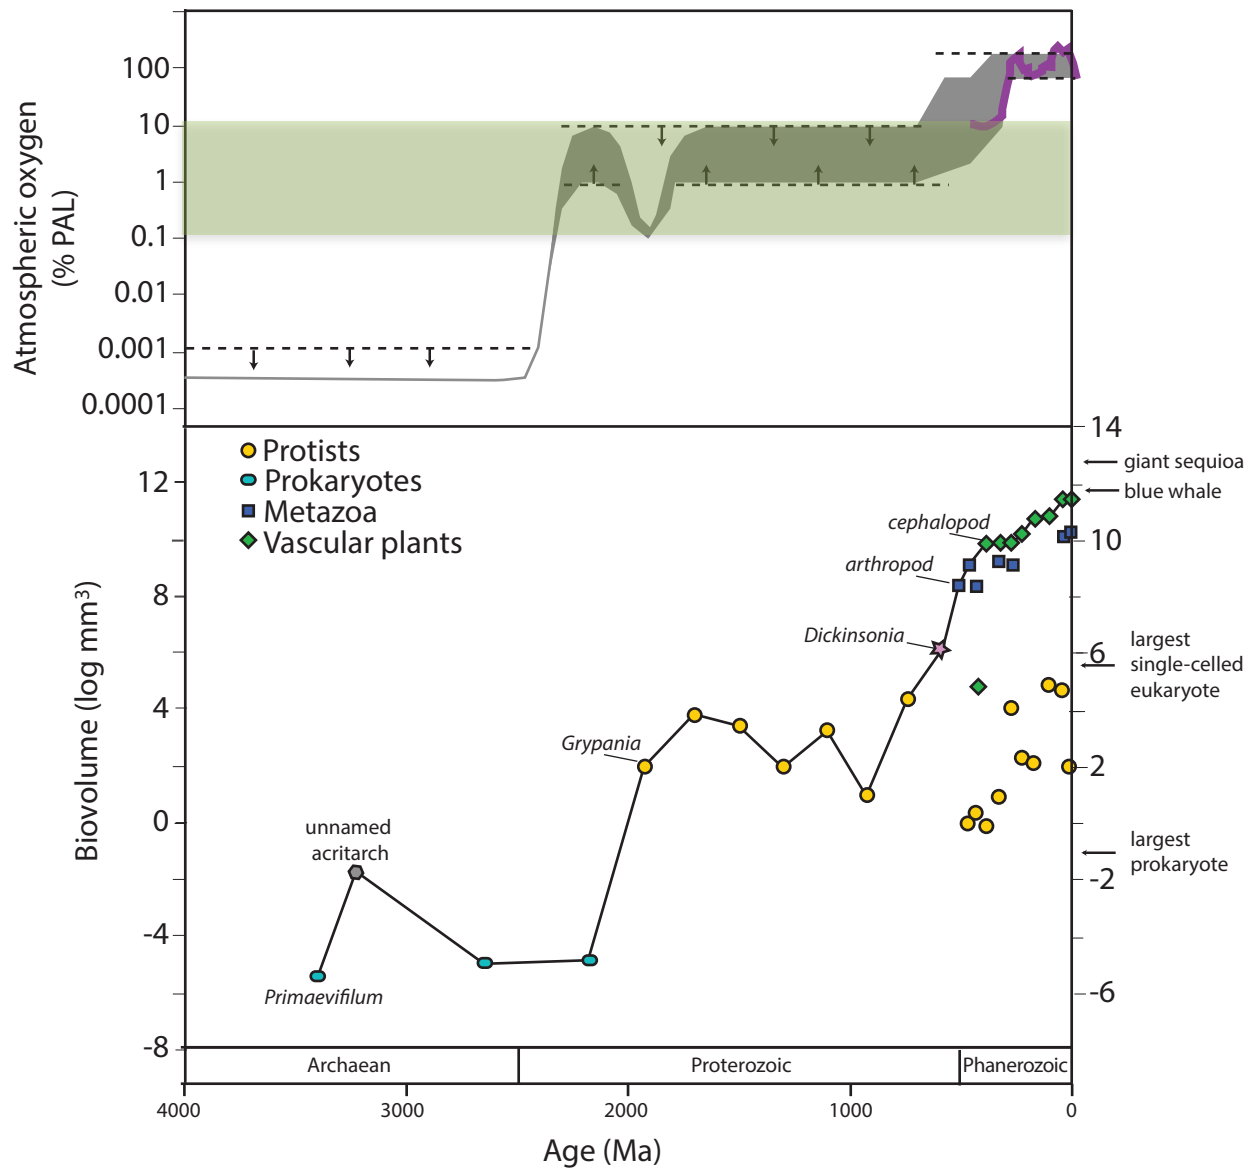 Atmospheric oxygen
(% PAL)
100
10
1
0.1
0.01
0.001
0.0001
Protists
Prokaryotes
Metazoa
Vascular plants
Biovolume (log mm³)
12
8
4
0
-4
-8
14
10
6
2
-2
-6
giant sequioa
blue whale
largest
single-celled
eukaryote
largest
prokaryote
cephalopod
arthropod
Dickinsonia
Grypania
unnamed
acritarch
Primaevifilum
Archaean
Proterozoic
Phanerozoic
4000
3000
2000
1000
0
Age (Ma)